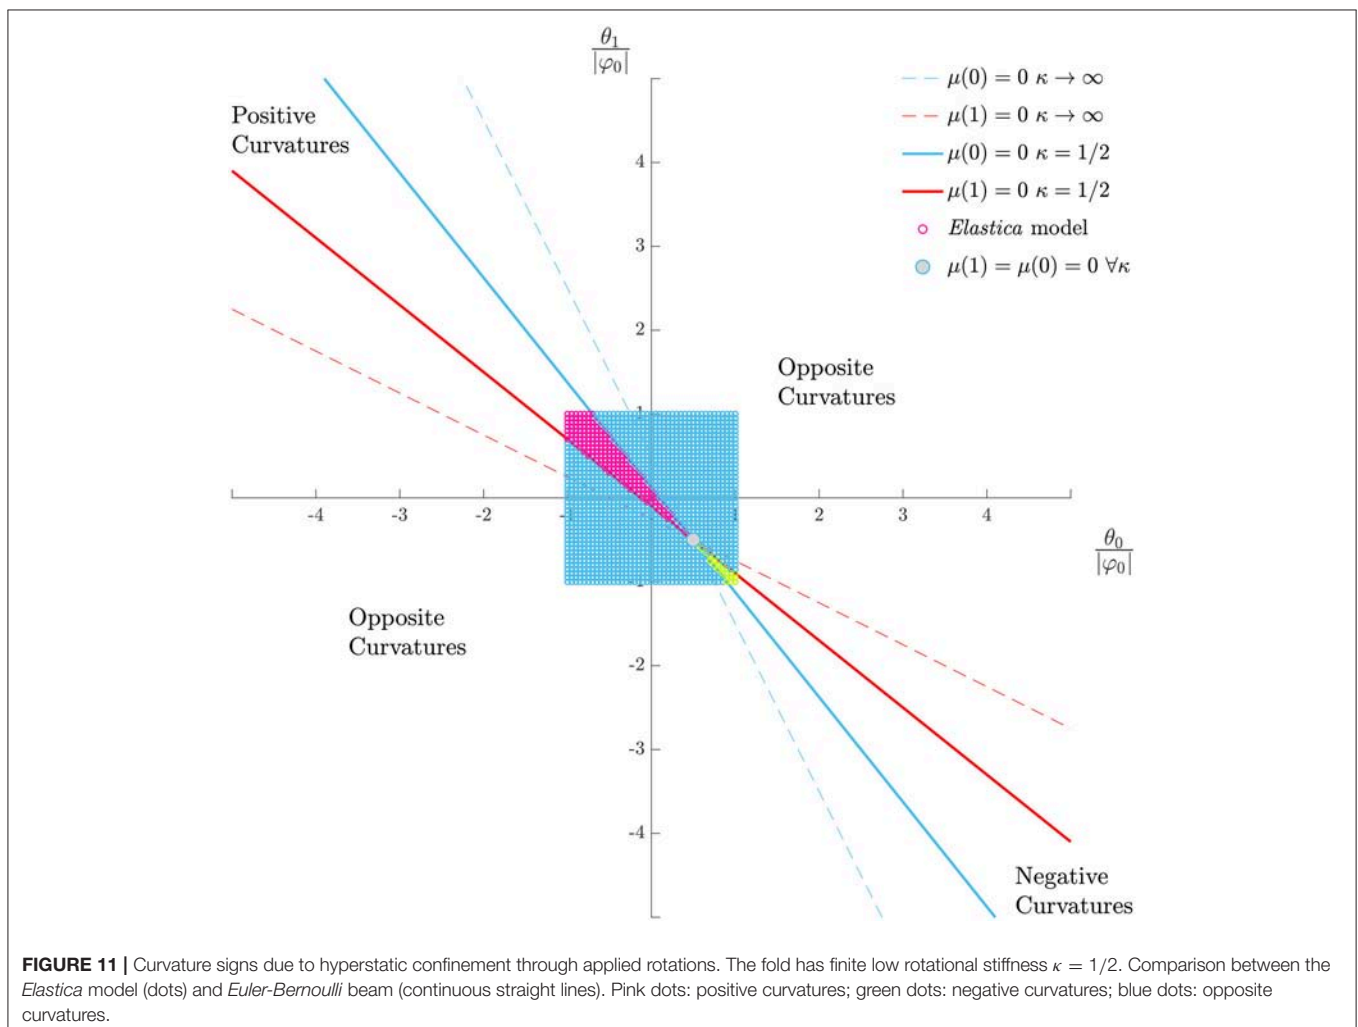 θ₁
|φ₀|
Positive
Curvatures
μ(0) = 0 κ → ∞
μ(1) = 0 κ → ∞
μ(0) = 0 κ = 1/2
μ(1) = 0 κ = 1/2
Elastica model
μ(1) = μ(0) = 0 ∀κ
4
3
2
Opposite
Curvatures
1
-4 -3 -2 -1 1 2 3 4
θ₀
|φ₀|
-1
Opposite
Curvatures
-2
-3
-4
Negative
Curvatures
FIGURE 11 | Curvature signs due to hyperstatic confinement through applied rotations. The fold has finite low rotational stiffness κ = 1/2. Comparison between the
Elastica model (dots) and Euler-Bernoulli beam (continuous straight lines). Pink dots: positive curvatures; green dots: negative curvatures; blue dots: opposite
curvatures.